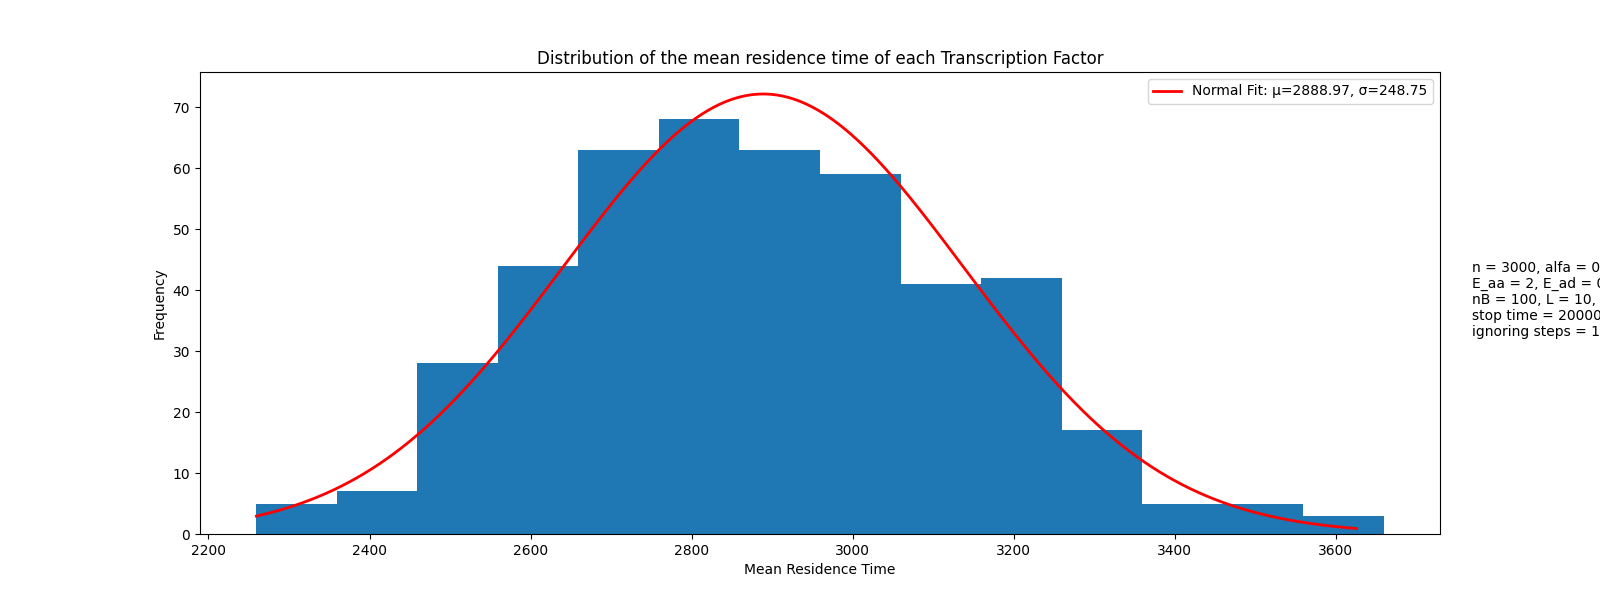 Distribution of the mean residence time of each Transcription Factor
Normal Fit: μ=2888.97, σ=248.75
Frequency
70
60
50
40
30
20
10
0
2200 2400 2600 2800 3000 3200 3400 3600
Mean Residence Time
n = 3000, alfa = 0
E_aa = 2, E_ad = 0
nB = 100, L = 10,
stop time = 20000
ignoring steps = 1